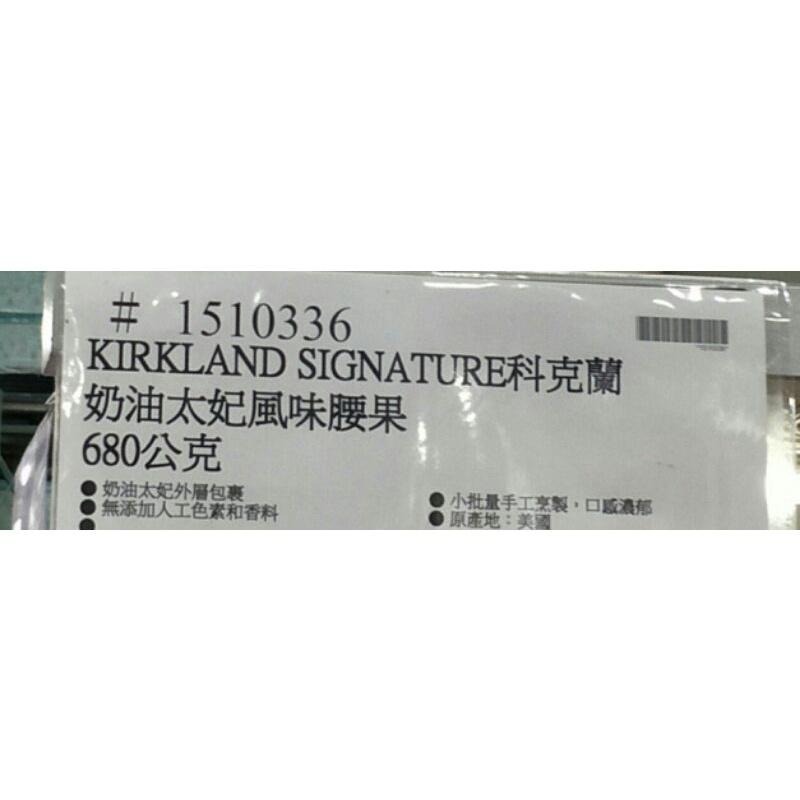 # 1510336
KIRKLAND SIGNATURE科克蘭
奶油太妃風味腰果
680公克
●奶油太妃外層包裹
●無添加人工色素和香料
●
●小批量手工烹製，口感濃郁
●原產地：美國